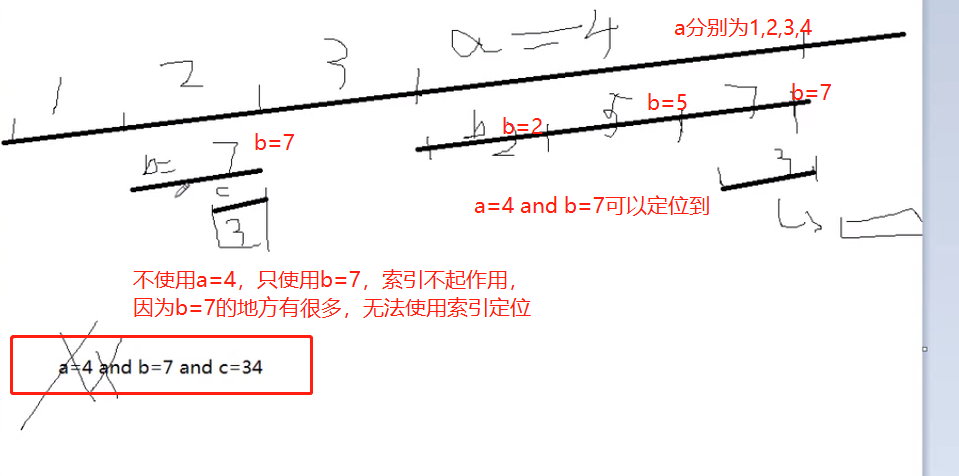 a分别为1,2,3,4
1 2 3 a=4
b=7
b= 7
b=2
b=5
b=7
b 2 5 7
c
3
3
a=4 and b=7可以定位到
不使用a=4，只使用b=7，索引不起作用，
因为b=7的地方有很多，无法使用索引定位
a=4 and b=7 and c=34